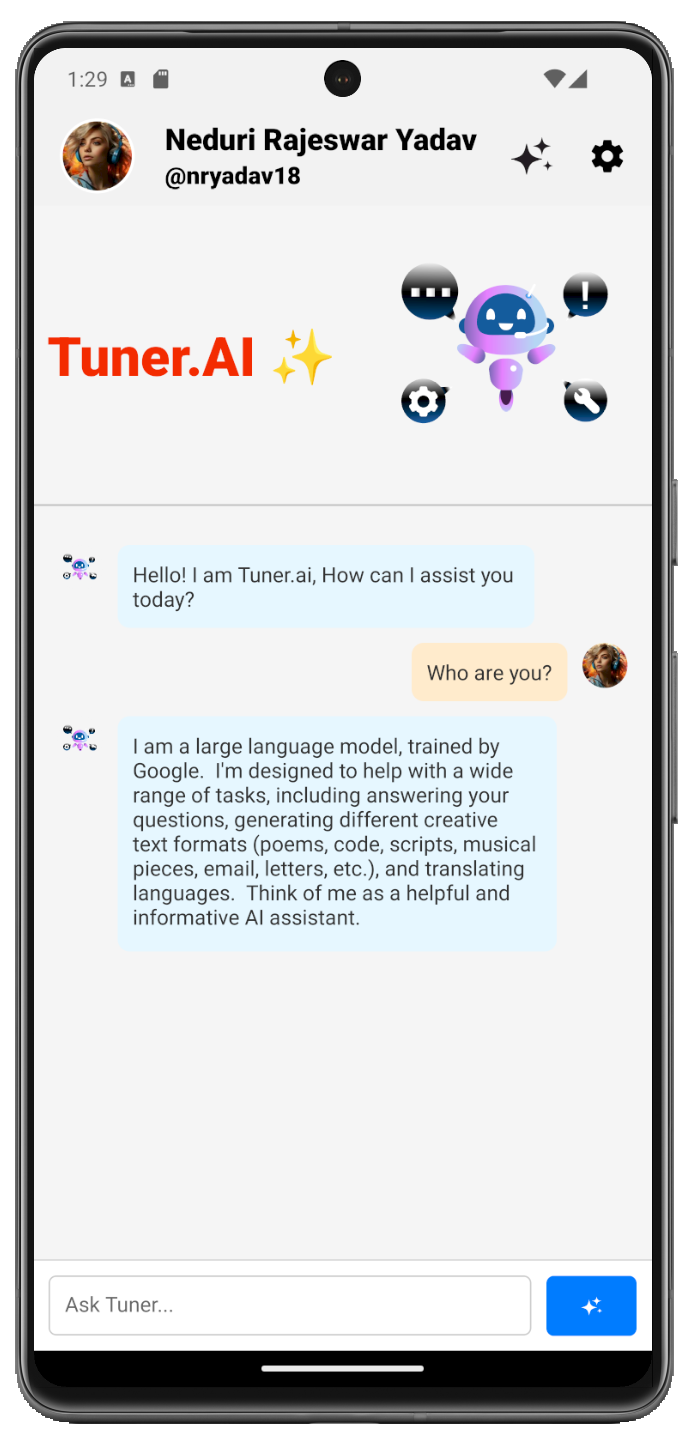 1:29
Neduri Rajeswar Yadav
@nryadav18
Tuner.AI ✨
Hello! I am Tuner.ai, How can I assist you
today?
Who are you?
I am a large language model, trained by
Google.  I'm designed to help with a wide
range of tasks, including answering your
questions, generating different creative
text formats (poems, code, scripts, musical
pieces, email, letters, etc.), and translating
languages.  Think of me as a helpful and
informative AI assistant.
Ask Tuner...